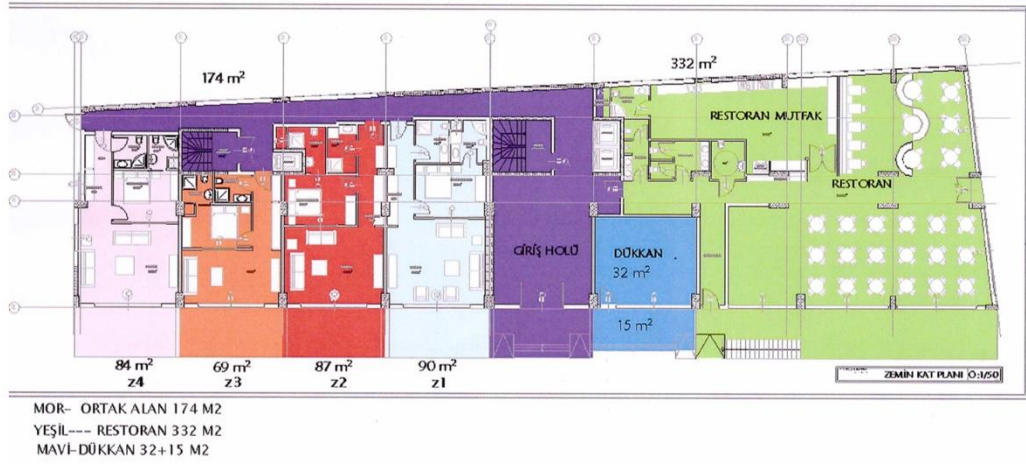 174 m²
332 m²
RESTORAN MUTFAK
RESTORAN
GİRİŞ HOLÜ
DÜKKAN
32 m²
15 m²
84 m²
z4
69 m²
z3
87 m²
z2
90 m²
z1
ZEMİN KAT PLANI Ö:1/50
MOR- ORTAK ALAN 174 M2
YEŞİL--- RESTORAN 332 M2
MAVİ-DÜKKAN 32+15 M2